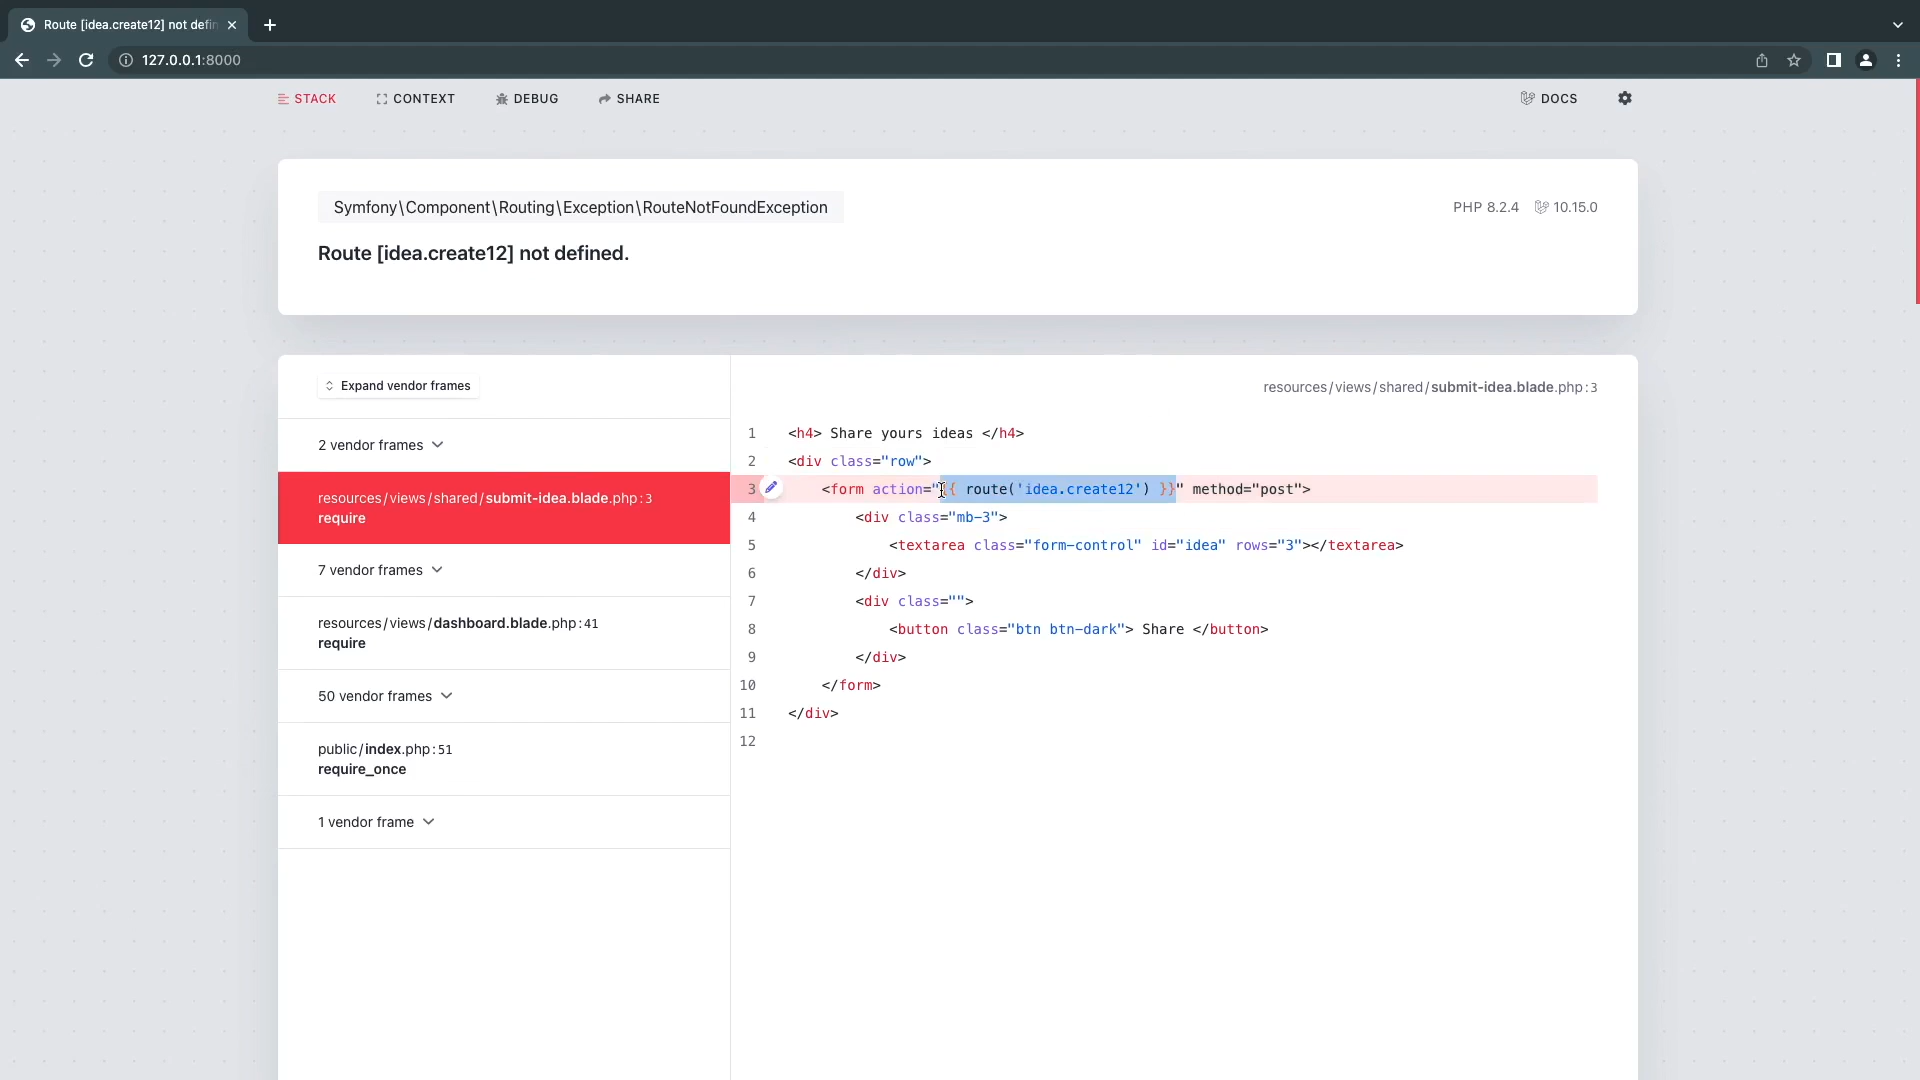 Route [idea.create12] not defin
127.0.0.1:8000
STACK CONTEXT DEBUG SHARE DOCS
Symfony\Component\Routing\Exception\RouteNotFoundException
PHP 8.2.4 10.15.0
Route [idea.create12] not defined.
Expand vendor frames
2 vendor frames
resources/views/shared/submit-idea.blade.php:3
require
7 vendor frames
resources/views/dashboard.blade.php:41
require
50 vendor frames
public/index.php:51
require_once
1 vendor frame
resources/views/shared/submit-idea.blade.php:3
1 <h4> Share yours ideas </h4>
2 <div class="row">
3 <form action="{{ route('idea.create12') }}" method="post">
4 <div class="mb-3">
5 <textarea class="form-control" id="idea" rows="3"></textarea>
6 </div>
7 <div class="">
8 <button class="btn btn-dark"> Share </button>
9 </div>
10 </form>
11 </div>
12